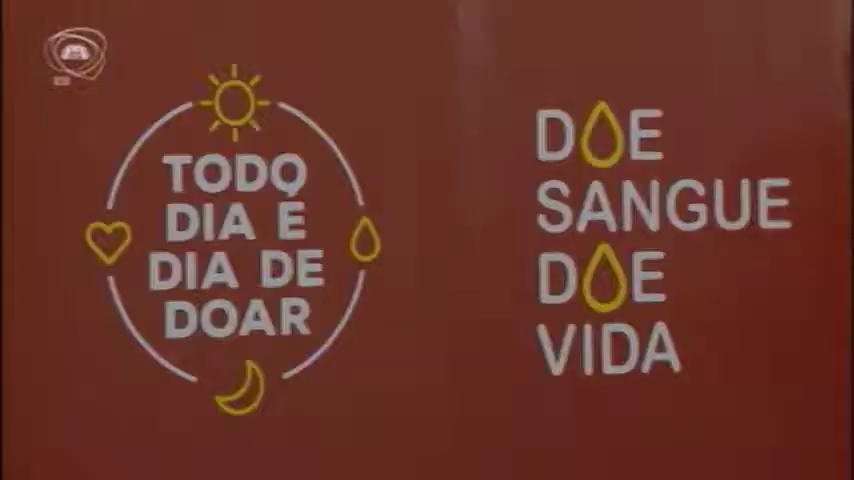 TODO
DIA É
DIA DE
DOAR
DOE
SANGUE
DOE
VIDA